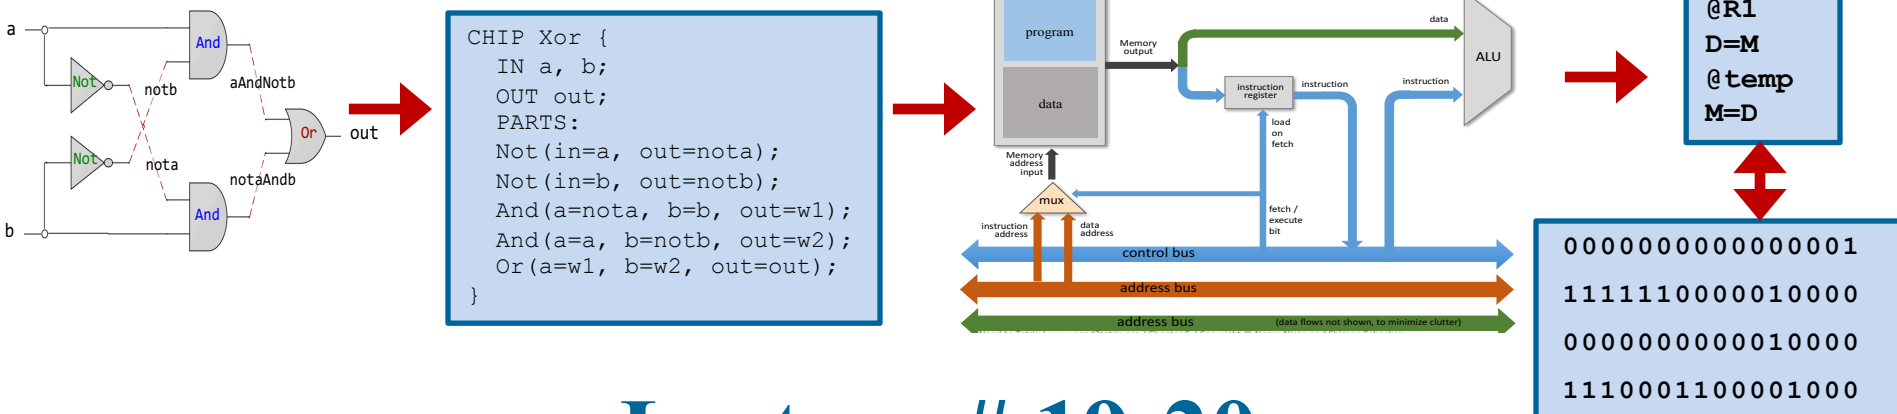 a
b
Not
Not
And
And
notb
nota
aAndNotb
notaAndb
Or
out
CHIP Xor {
IN a, b;
OUT out;
PARTS:
Not(in=a, out=nota);
Not(in=b, out=notb);
And(a=nota, b=b, out=w1);
And(a=a, b=notb, out=w2);
Or(a=w1, b=w2, out=out);
}
program
data
Memory
output
data
instruction
register
instruction
instruction
ALU
load
on
fetch
Memory
address
input
mux
instruction
address
data
address
fetch /
execute
bit
control bus
address bus
address bus
(data flows not shown, to minimize clutter)
@R1
D=M
@temp
M=D
0000000000000001
1111110000010000
0000000000010000
1110001100001000